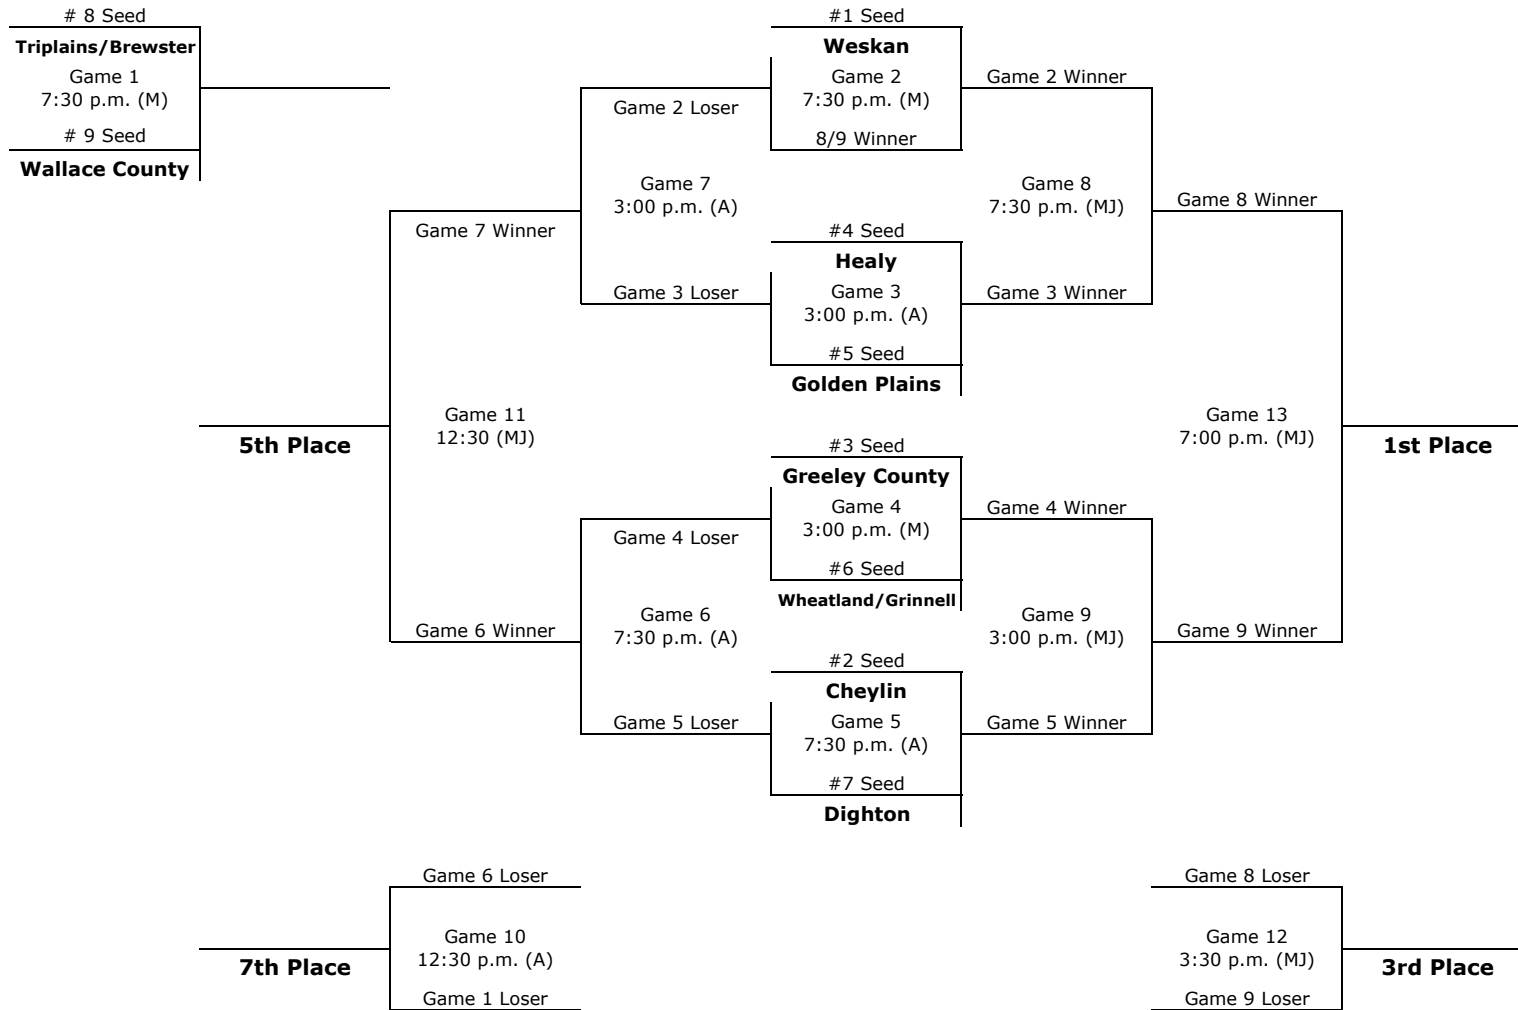 # 8 Seed
Triplains/Brewster
Game 1
7:30 p.m. (M)
# 9 Seed
Wallace County
#1 Seed
Weskan
Game 2
7:30 p.m. (M)
8/9 Winner
Game 2 Winner
Game 2 Loser
Game 7
3:00 p.m. (A)
Game 8
7:30 p.m. (MJ)
Game 8 Winner
Game 7 Winner
#4 Seed
Healy
Game 3
3:00 p.m. (A)
#5 Seed
Golden Plains
Game 3 Loser
Game 3 Winner
Game 11
12:30 (MJ)
5th Place
Game 13
7:00 p.m. (MJ)
1st Place
#3 Seed
Greeley County
Game 4
3:00 p.m. (M)
#6 Seed
Wheatland/Grinnell
Game 4 Loser
Game 4 Winner
Game 6 Winner
Game 6
7:30 p.m. (A)
Game 9
3:00 p.m. (MJ)
Game 9 Winner
#2 Seed
Cheylin
Game 5
7:30 p.m. (A)
#7 Seed
Dighton
Game 5 Loser
Game 5 Winner
Game 6 Loser
Game 10
12:30 p.m. (A)
Game 1 Loser
7th Place
Game 8 Loser
Game 12
3:30 p.m. (MJ)
Game 9 Loser
3rd Place